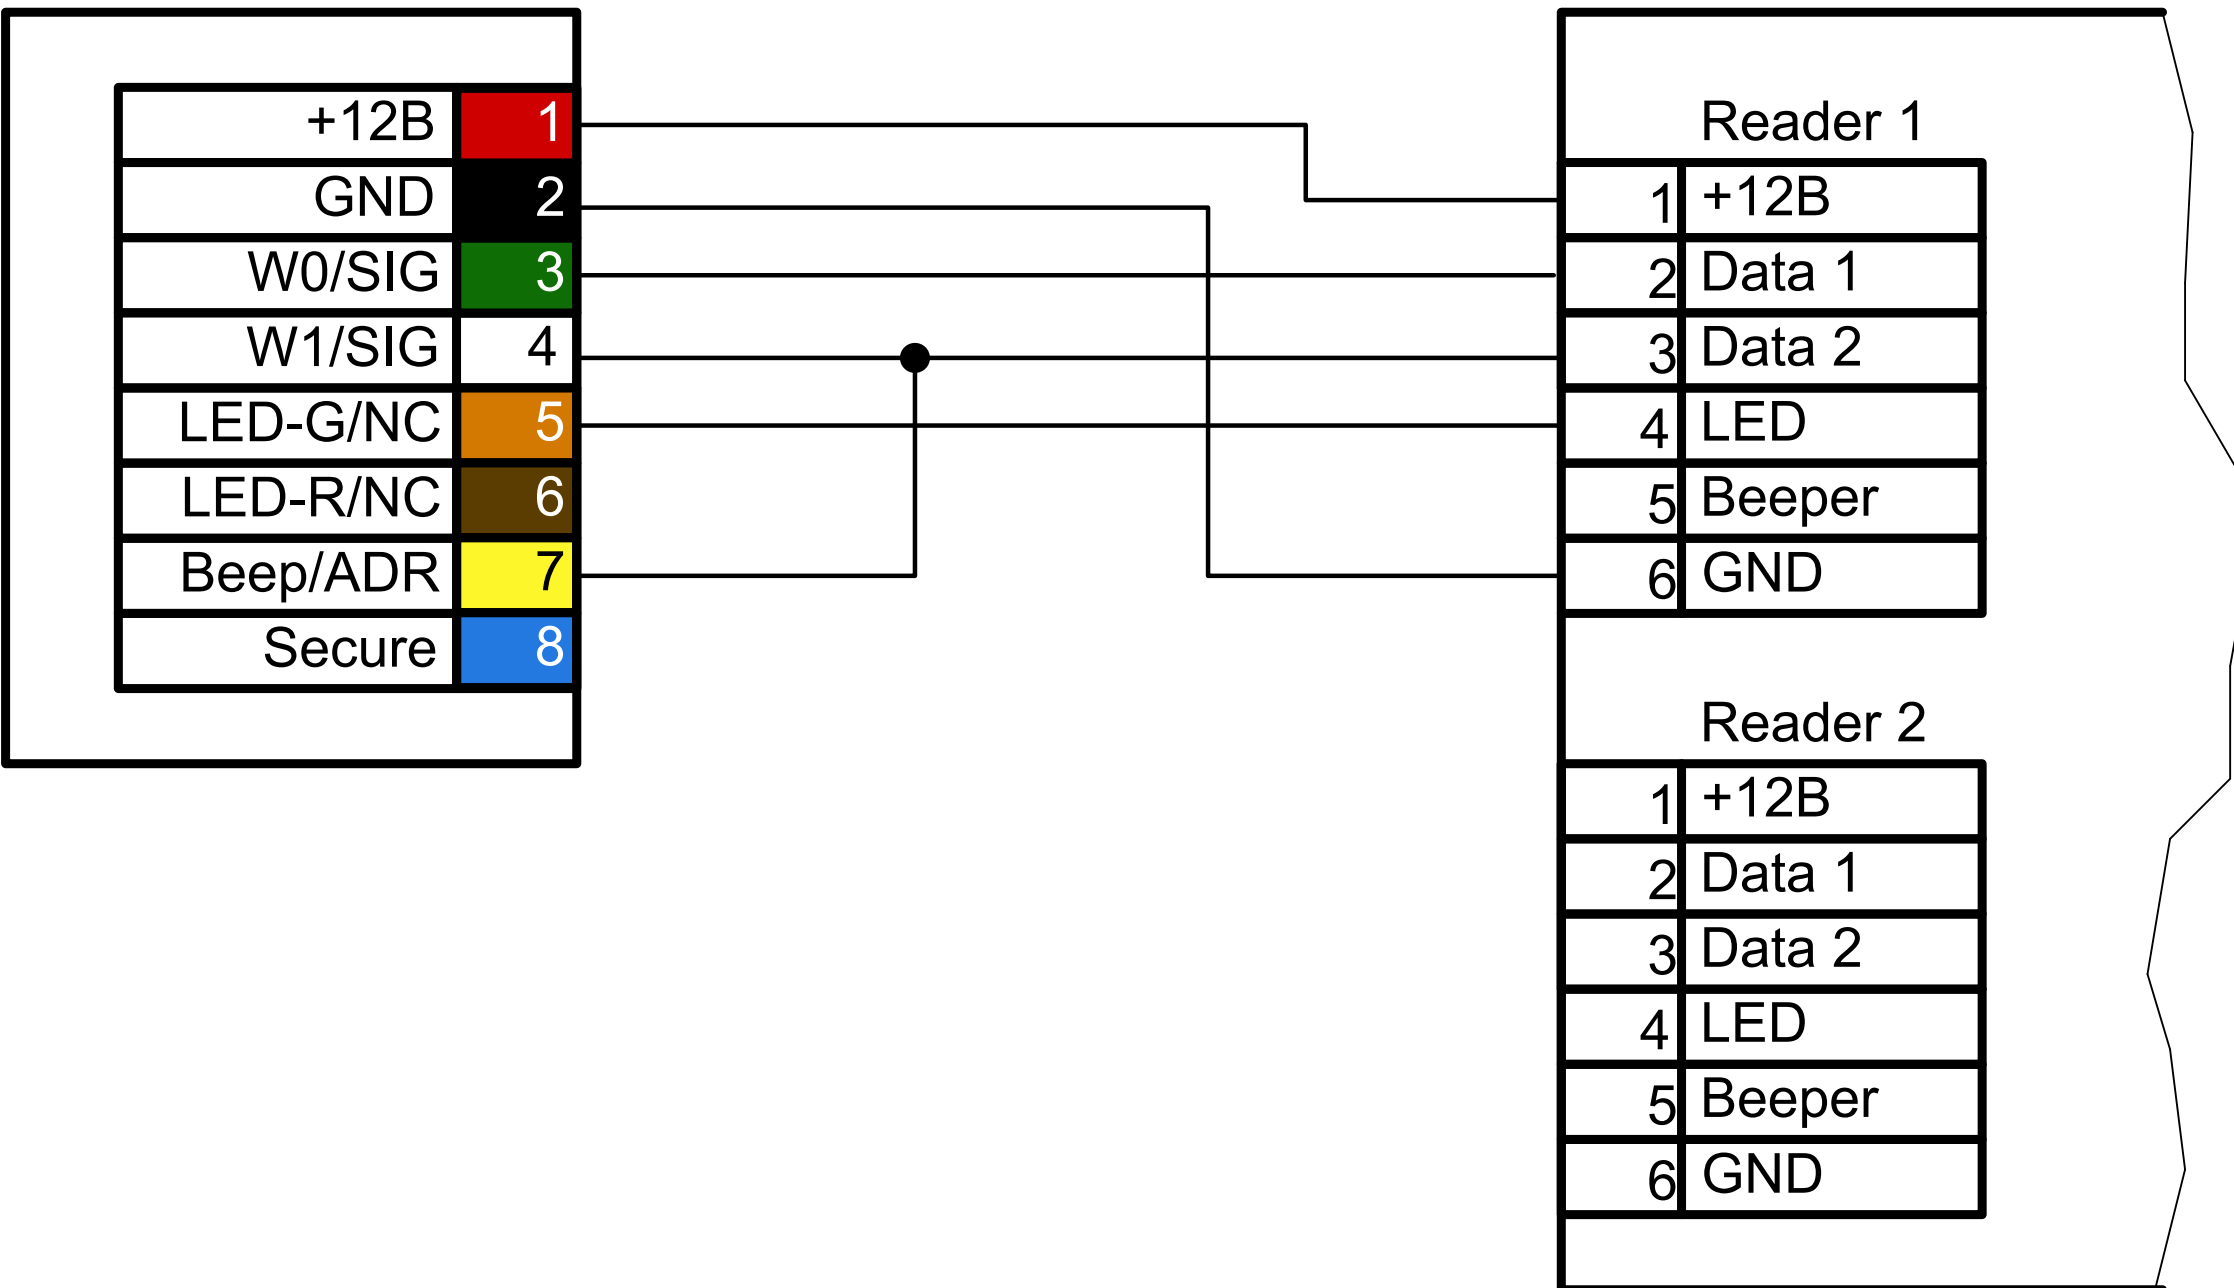 +12B 1
GND 2
W0/SIG 3
W1/SIG 4
LED-G/NC 5
LED-R/NC 6
Beep/ADR 7
Secure 8
Reader 1
1 +12B
2 Data 1
3 Data 2
4 LED
5 Beeper
6 GND
Reader 2
1 +12B
2 Data 1
3 Data 2
4 LED
5 Beeper
6 GND